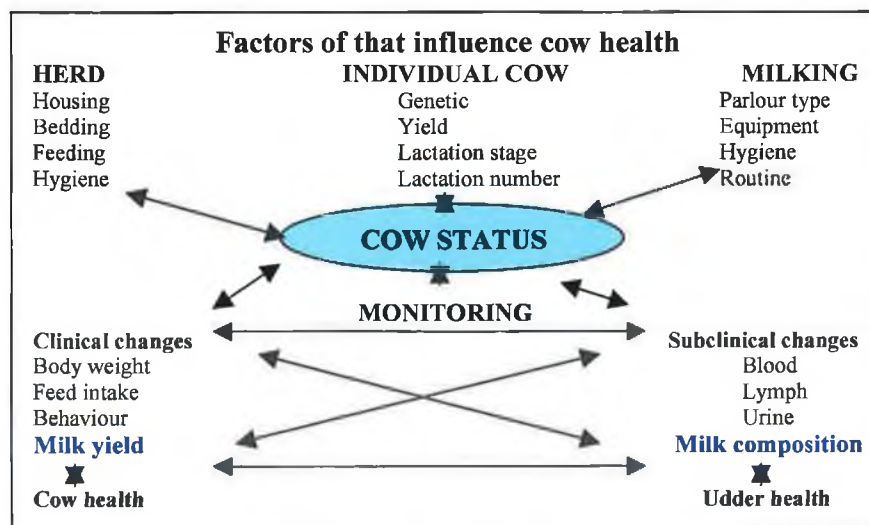 Factors of that influence cow health
HERD
Housing
Bedding
Feeding
Hygiene
INDIVIDUAL COW
Genetic
Yield
Lactation stage
Lactation number
MILKING
Parlour type
Equipment
Hygiene
Routine
COW STATUS
MONITORING
Clinical changes
Body weight
Feed intake
Behaviour
Milk yield
Cow health
Subclinical changes
Blood
Lymph
Urine
Milk composition
Udder health